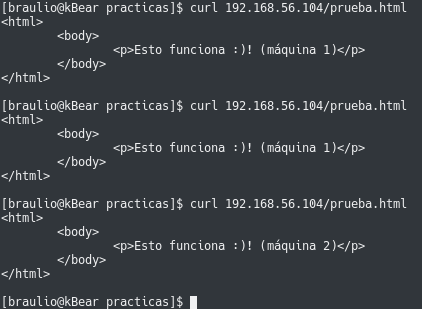 [braulio@kBear practicas]$ curl 192.168.56.104/prueba.html
<html>
        <body>
                <p>Esto funciona :)! (máquina 1)</p>
        </body>
</html>

[braulio@kBear practicas]$ curl 192.168.56.104/prueba.html
<html>
        <body>
                <p>Esto funciona :)! (máquina 1)</p>
        </body>
</html>

[braulio@kBear practicas]$ curl 192.168.56.104/prueba.html
<html>
        <body>
                <p>Esto funciona :)! (máquina 2)</p>
        </body>
</html>

[braulio@kBear practicas]$